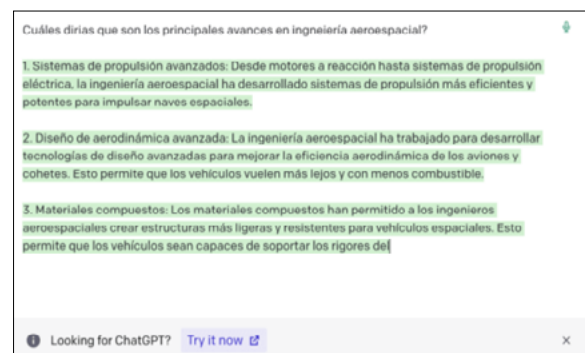 Cuáles dirias que son los principales avances en ingneiería aeroespacial?
1. Sistemas de propulsión avanzados: Desde motores a reacción hasta sistemas de propulsión
eléctrica, la ingeniería aeroespacial ha desarrollado sistemas de propulsión más eficientes y
potentes para impulsar naves espaciales.
2. Diseño de aerodinámica avanzada: La ingeniería aeroespacial ha trabajado para desarrollar
tecnologías de diseño avanzadas para mejorar la eficiencia aerodinámica de los aviones y
cohetes. Esto permite que los vehículos vuelen más lejos y con menos combustible.
3. Materiales compuestos: Los materiales compuestos han permitido a los ingenieros
aeroespaciales crear estructuras más ligeras y resistentes para vehículos espaciales. Esto
permite que los vehículos sean capaces de soportar los rigores del
Looking for ChatGPT? Try it now